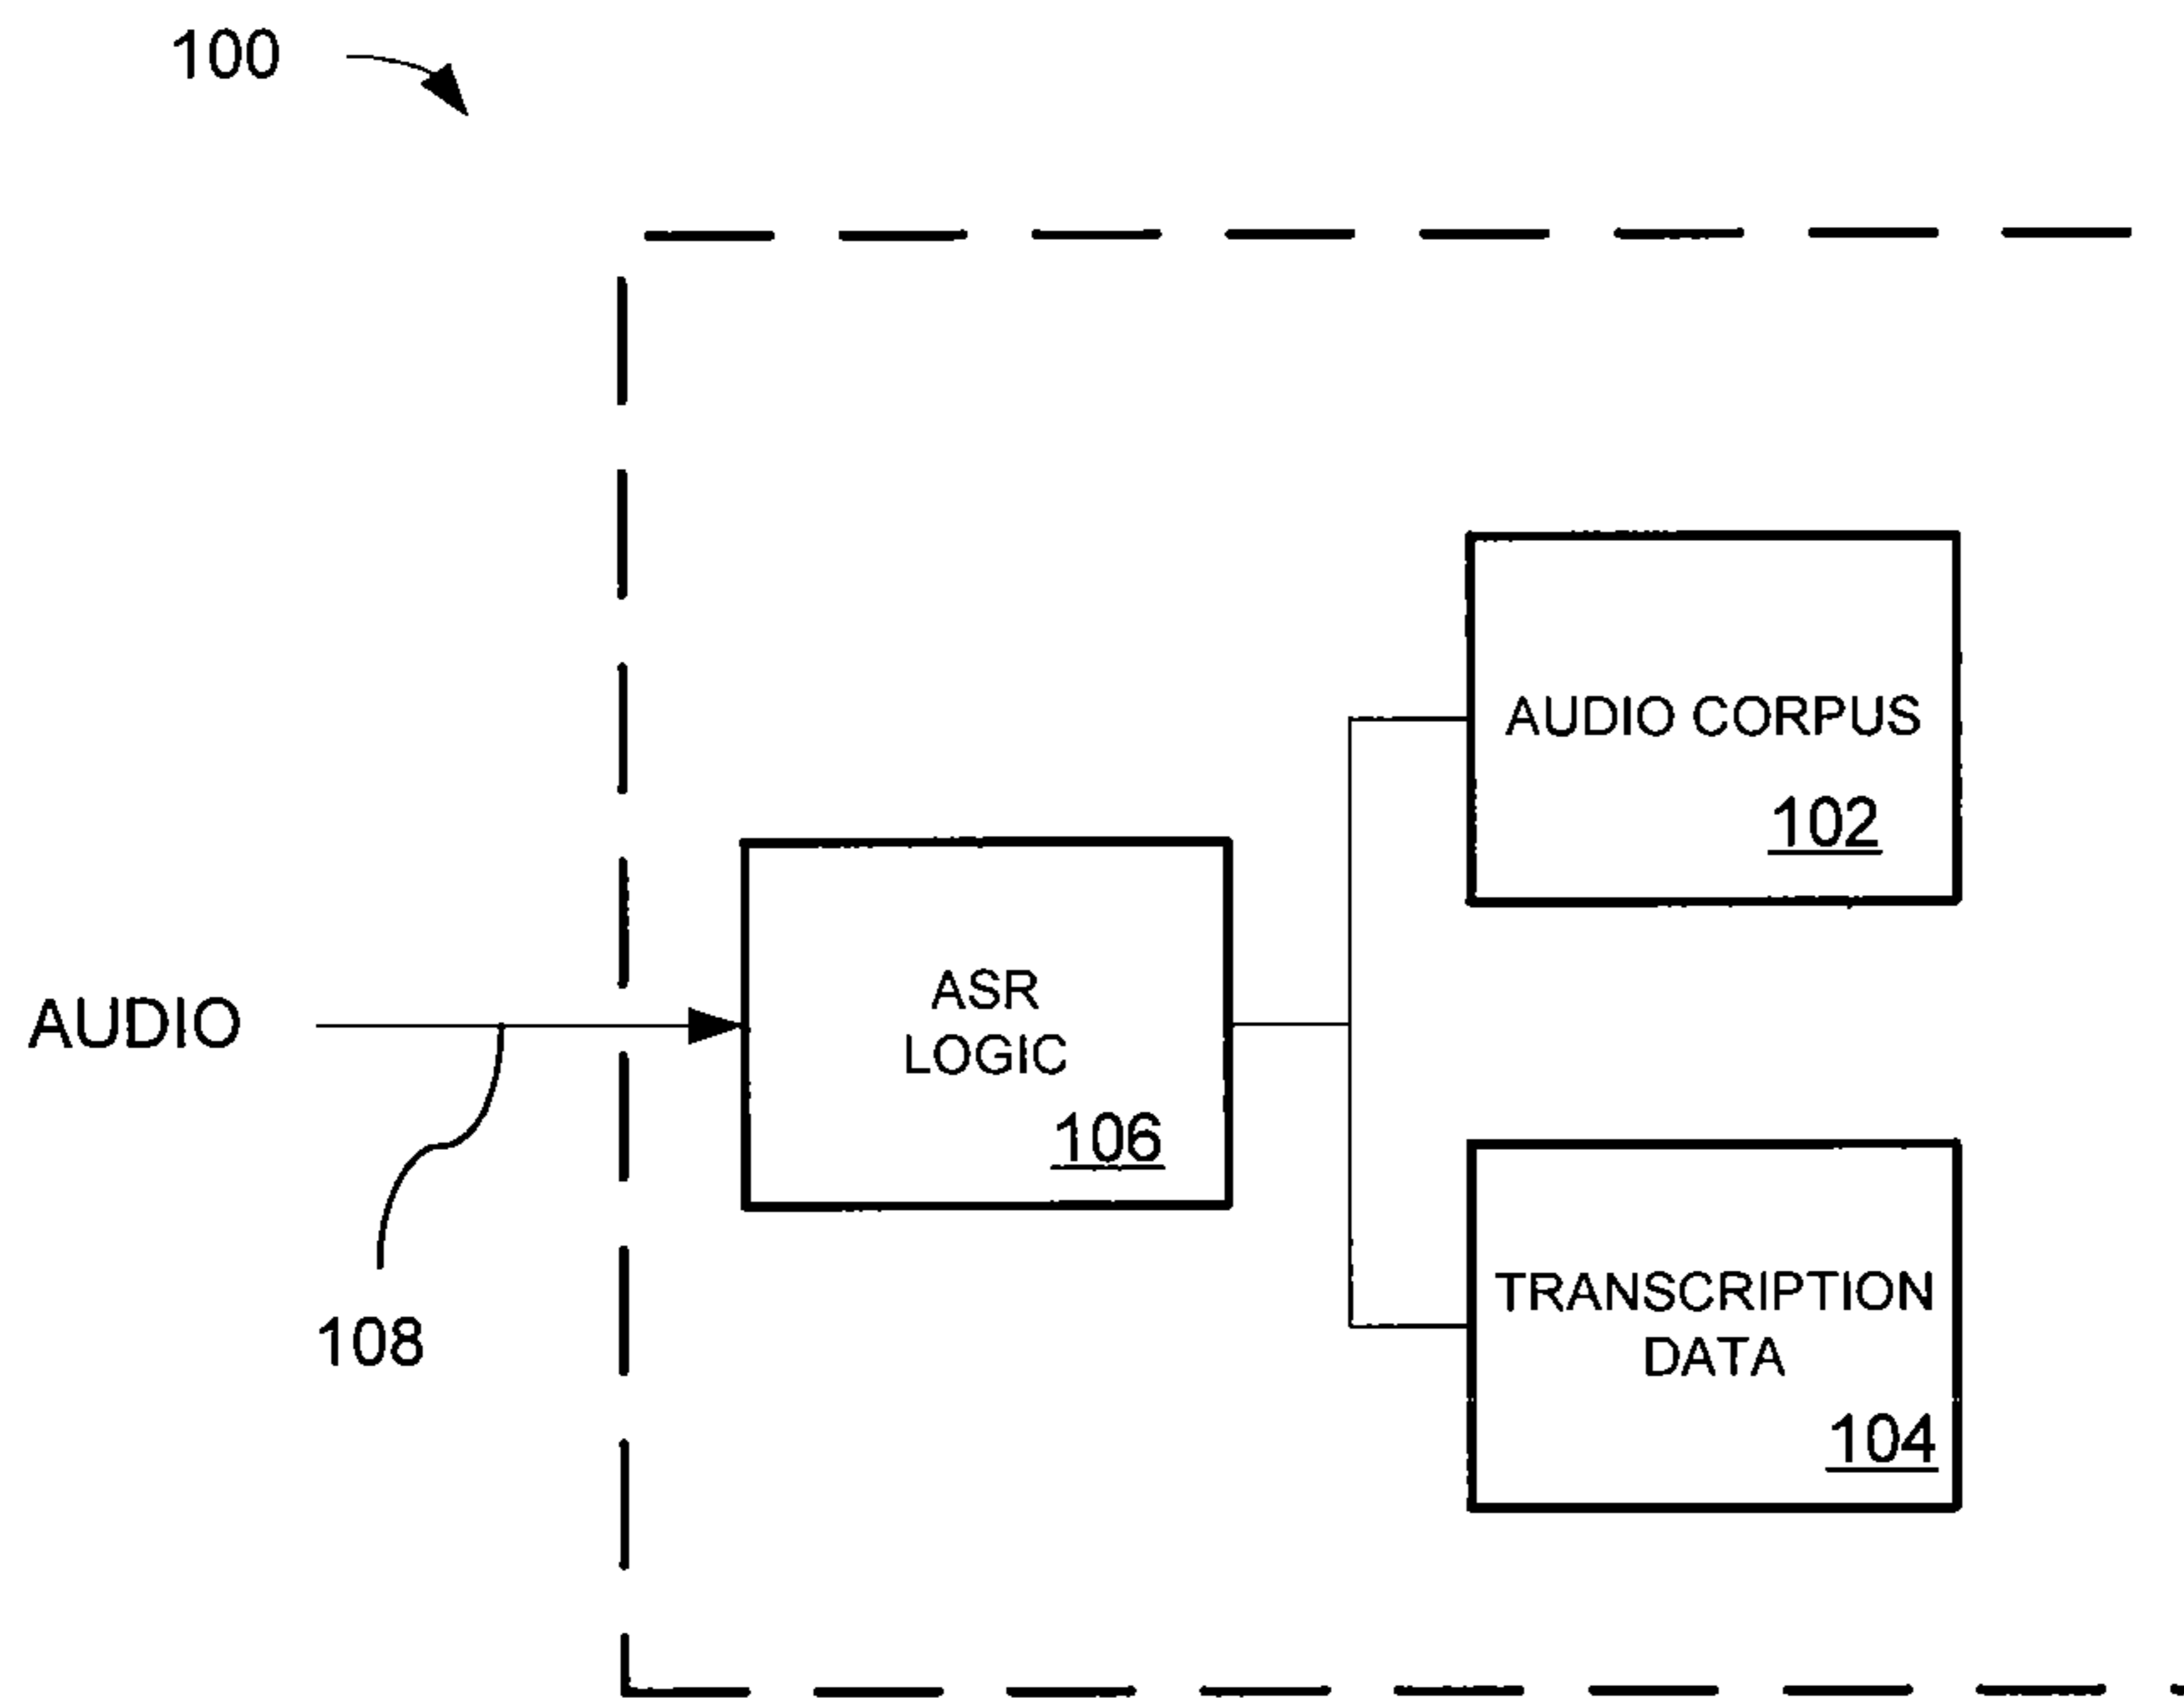 100
AUDIO CORPUS
102
ASR
LOGIC
106
AUDIO
108
TRANSCRIPTION
DATA
104